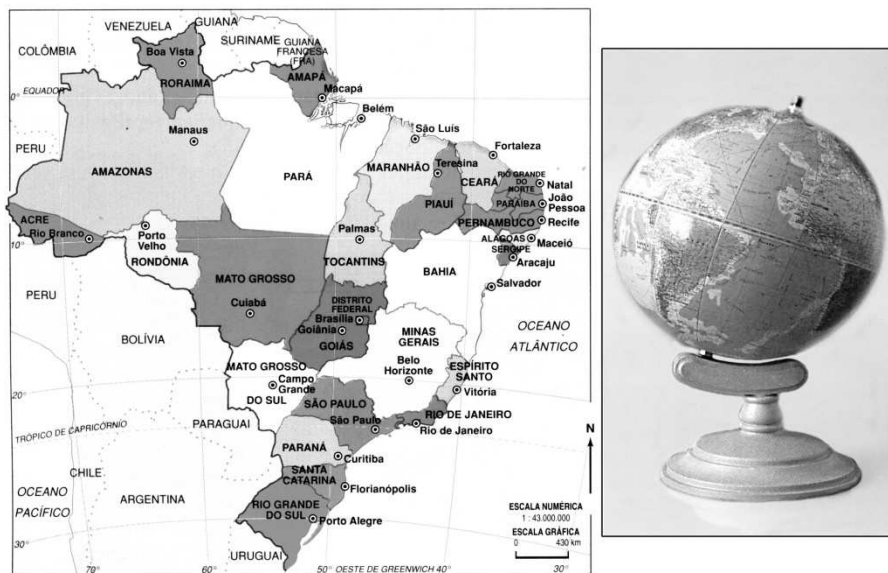 VENEZUELA
GUIANA
SURINAME
GUIANA
FRANCESA
(FRA)
COLÔMBIA
Boa Vista
RORAIMA
AMAPÁ
Macapá
EQUADOR
0°
Belém
Manaus
São Luís
Fortaleza
PERU
AMAZONAS
PARÁ
MARANHÃO
Teresina
CEARÁ
RIO GRANDE
DO
NORTE
Natal
PARAÍBA
João
Pessoa
PIAUÍ
PERNAMBUCO
Recife
ACRE
Rio Branco
Porto
Velho
RONDÔNIA
10°
Palmas
TOCANTINS
ALAGOAS
SERGIPE
Maceió
Aracaju
MATO GROSSO
Cuiabá
BAHIA
Salvador
PERU
DISTRITO
FEDERAL
Brasília
Goiânia
GOIÁS
BOLÍVIA
MINAS
GERAIS
Belo
Horizonte
OCEANO
ATLÂNTICO
MATO GROSSO
DO SUL
Campo
Grande
ESPÍRITO
SANTO
Vitória
20°
SÃO PAULO
São Paulo
RIO DE JANEIRO
Rio de Janeiro
PARAGUAI
TRÓPICO DE CAPRICÓRNIO
PARANÁ
Curitiba
N
CHILE
SANTA
CATARINA
Florianópolis
OCEANO
PACÍFICO
ARGENTINA
RIO GRANDE
DO SUL
Porto Alegre
ESCALA NUMÉRICA
1 : 43.000.000
ESCALA GRÁFICA
0 430 km
30°
URUGUAI
70° 60° 50° OESTE DE GREENWICH 40° 30°